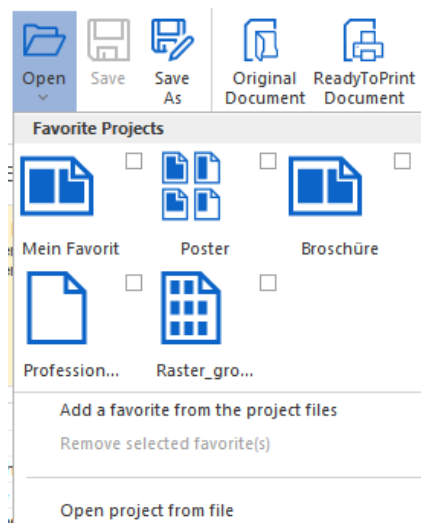 Open
Save
Save
As
Original
Document
ReadyToPrint
Document
Favorite Projects
Mein Favorit
Poster
Broschüre
Profession...
Raster_gro...
Add a favorite from the project files
Remove selected favorite(s)
Open project from file